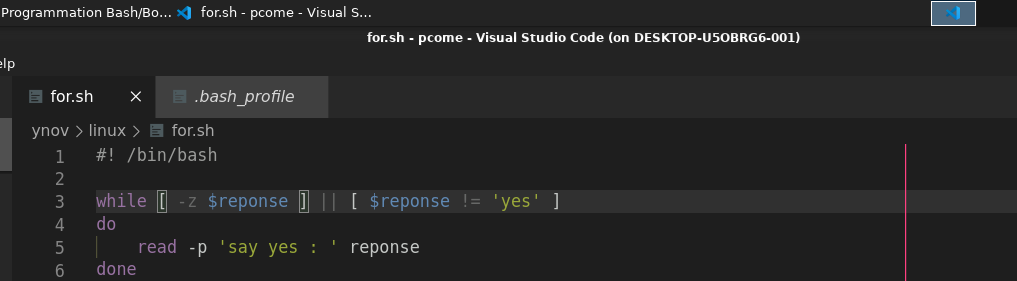 Programmation Bash/Bo... for.sh - pcome - Visual S...
for.sh - pcome - Visual Studio Code (on DESKTOP-U5OBRG6-001)
elp
for.sh .bash_profile
ynov > linux > for.sh
1 #! /bin/bash
2
3 while [ -z $reponse ] || [ $reponse != 'yes' ]
4 do
5 read -p 'say yes : ' reponse
6 done